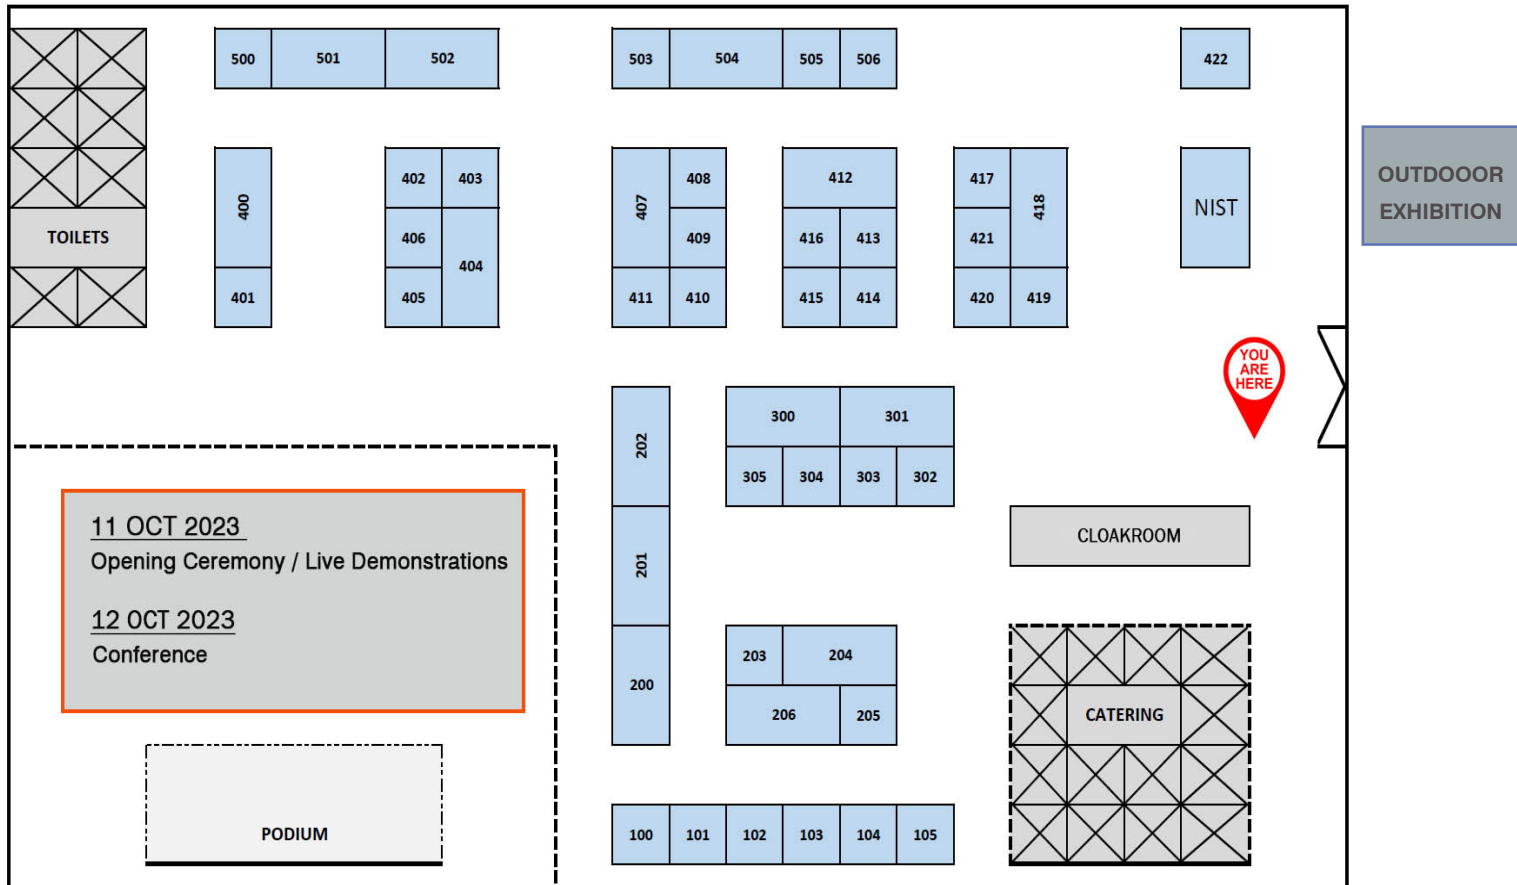 500 501 502 503 504 505 506 422
402 403 408 412 417
400 407 418 NIST
OUTDOOOR
EXHIBITION
TOILETS 406 409 416 413 421
404
401 405 411 410 415 414 420 419
YOU
ARE
HERE
300 301
202
305 304 303 302
11 OCT 2023
Opening Ceremony / Live Demonstrations
12 OCT 2023
Conference
CLOAKROOM
201
203 204
200
206 205
CATERING
PODIUM
100 101 102 103 104 105